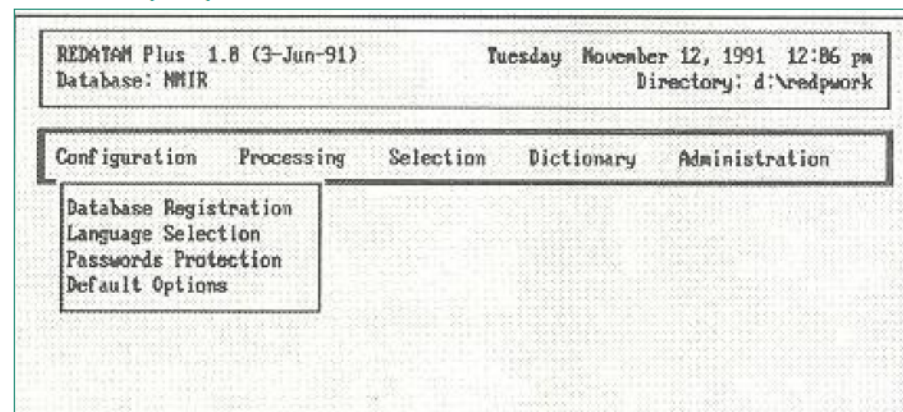 REDATAM Plus 1.8 (3-Jun-91) Tuesday November 12, 1991 12:06 pm
Database: NMIR Directory: d:\redpwork
Configuration Processing Selection Dictionary Administration
Database Registration
Language Selection
Passwords Protection
Default Options